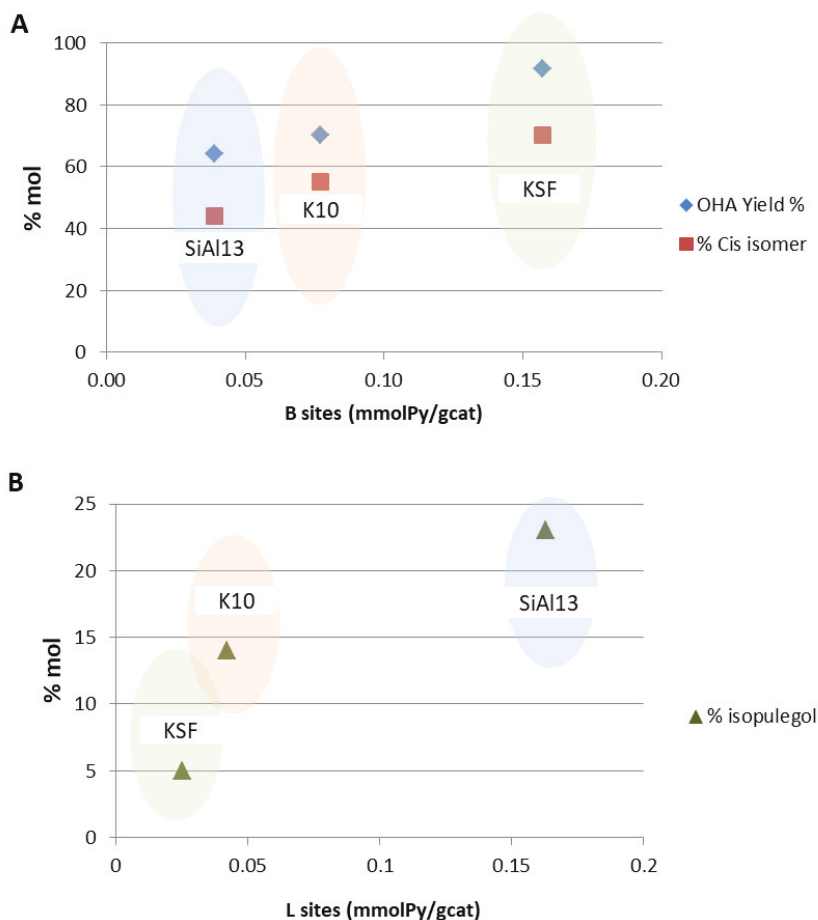 A
100
80
60
40
20
0
% mol
SiAl13
K10
KSF
OHA Yield %
% Cis isomer
0.00 0.05 0.10 0.15 0.20
B sites (mmolPy/gcat)
B
25
20
15
10
5
0
% mol
K10
SiAl13
KSF
% isopulegol
0 0.05 0.1 0.15 0.2
L sites (mmolPy/gcat)